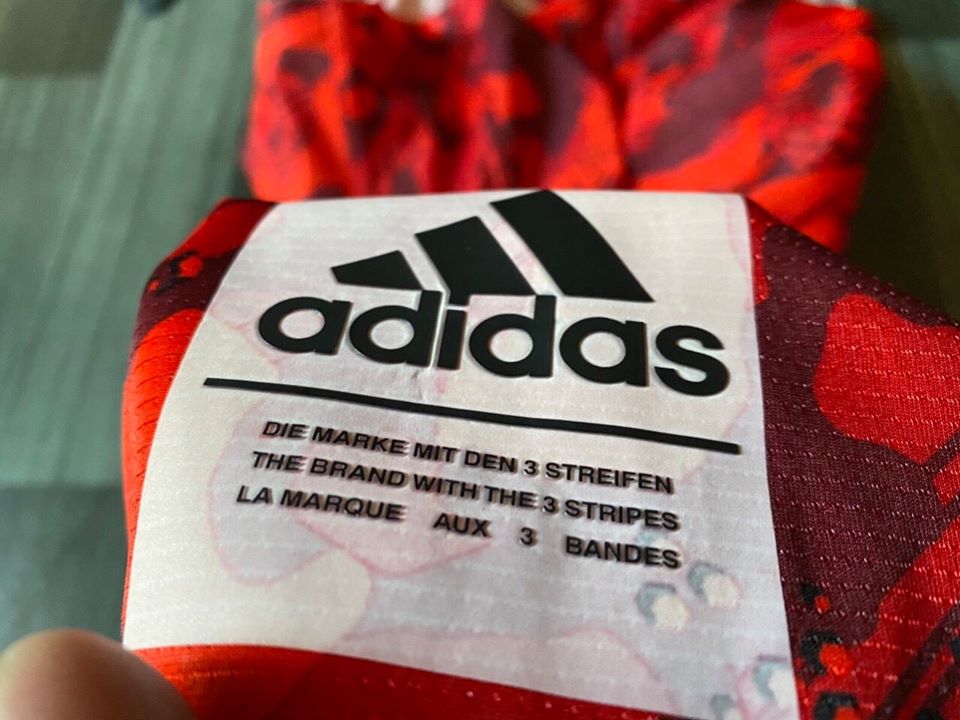 adidas
DIE MARKE MIT DEN 3 STREIFEN
THE BRAND WITH THE 3 STRIPES
LA MARQUE AUX 3 BANDES